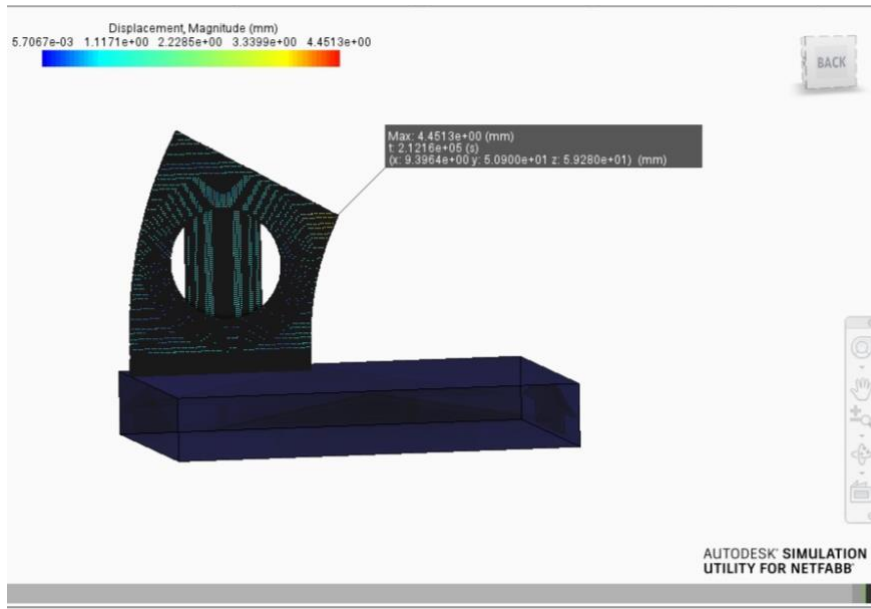 Displacement, Magnitude (mm)
5.7067e-03 1.1171e+00 2.2285e+00 3.3399e+00 4.4513e+00
BACK
Max: 4.4513e+00 (mm)
t: 2.1216e+05 (s)
(x: 9.3964e+00 y: 5.0900e+01 z: 5.9280e+01) (mm)
AUTODESK® SIMULATION
UTILITY FOR NETFABB®